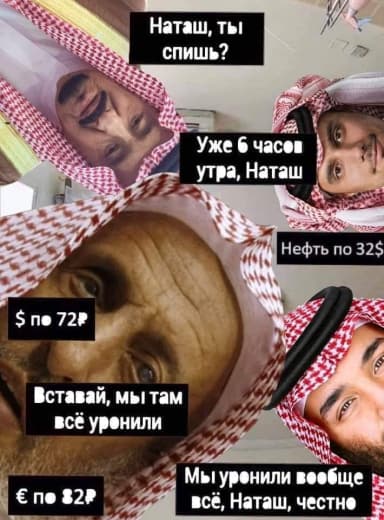 Наташ, ты
спишь?
Уже 6 часов
утра, Наташ
Нефть по 32$
$ по 72₽
Вставай, мы там
всё уронили
Мы уронили вообще
всё, Наташ, честно
€ по 82₽